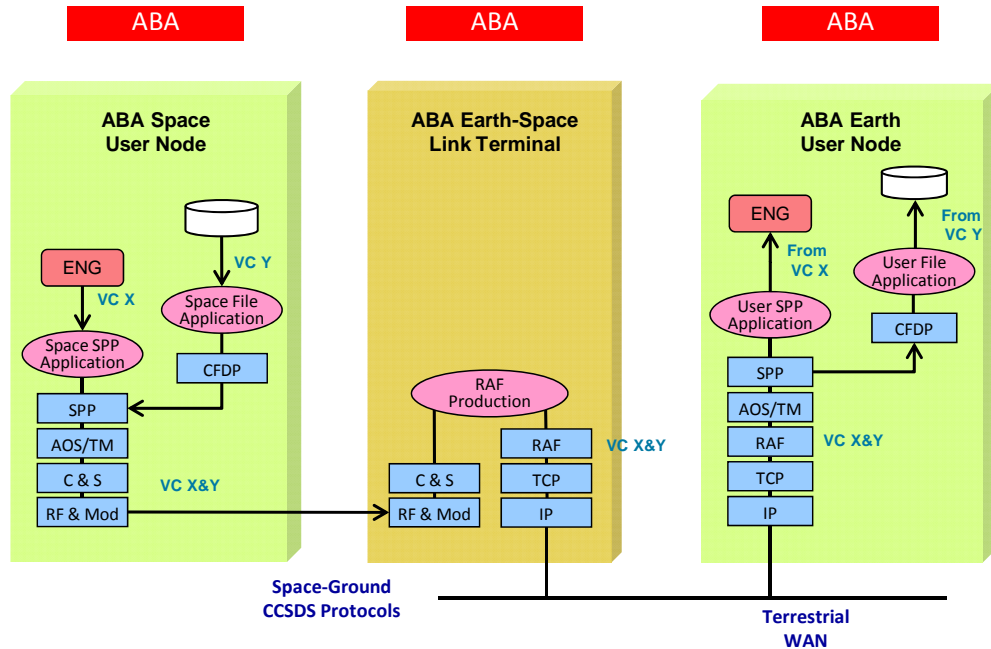 ABA
ABA
ABA
ABA Space
User Node
ENG
VC X
VC Y
Space File
Application
Space SPP
Application
CFDP
SPP
AOS/TM
C & S
RF & Mod
VC X&Y
ABA Earth-Space
Link Terminal
RAF
Production
C & S
RF & Mod
RAF
TCP
IP
VC X&Y
ABA Earth
User Node
ENG
From
VC X
From
VC Y
User File
Application
User SPP
Application
CFDP
SPP
AOS/TM
RAF
TCP
IP
VC X&Y
Space-Ground
CCSDS Protocols
Terrestrial
WAN